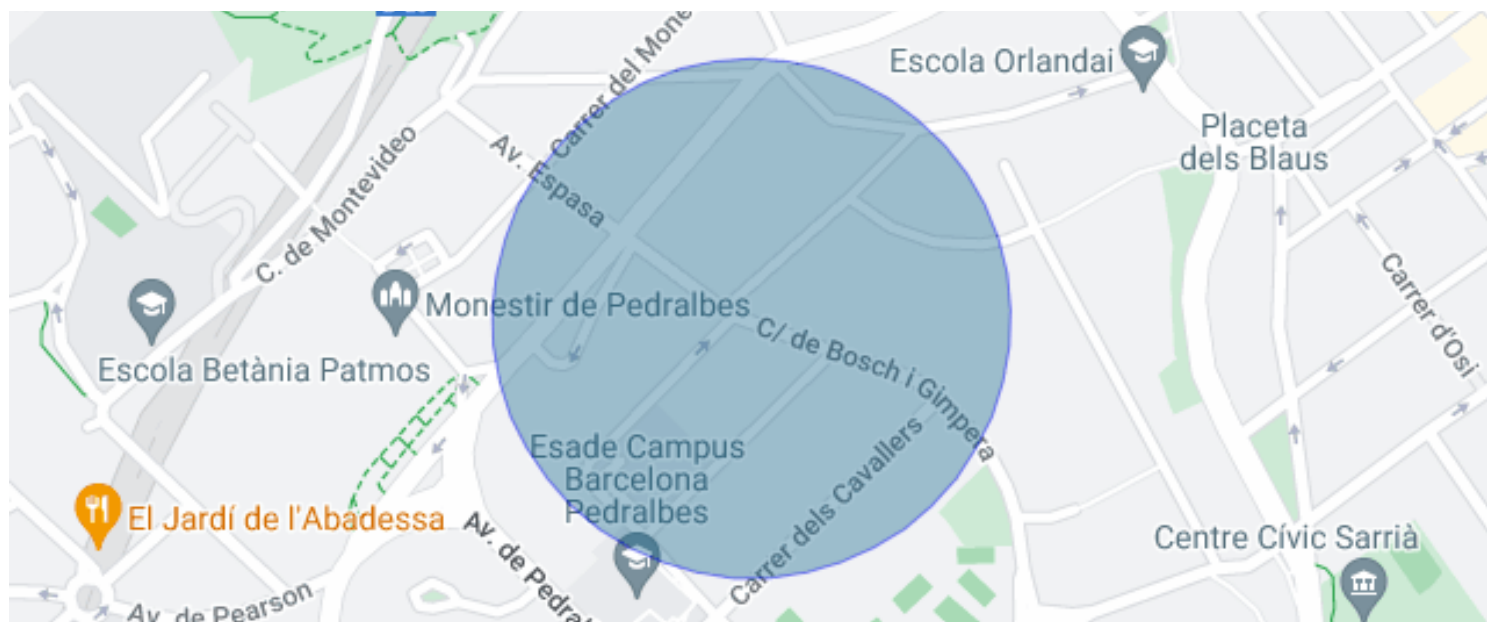 Carrer del Mone
Escola Orlandai
Placeta
dels Blaus
Av. Espasa
C. de Montevideo
Monestir de Pedralbes
Escola Betània Patmos
C/ de Bosch i Gimpera
Carrer d'Osi
Esade Campus
Barcelona
Pedralbes
El Jardí de l'Abadessa
Av. de Pedral
Carrer dels Cavallers
Centre Cívic Sarrià
Av. de Pearson